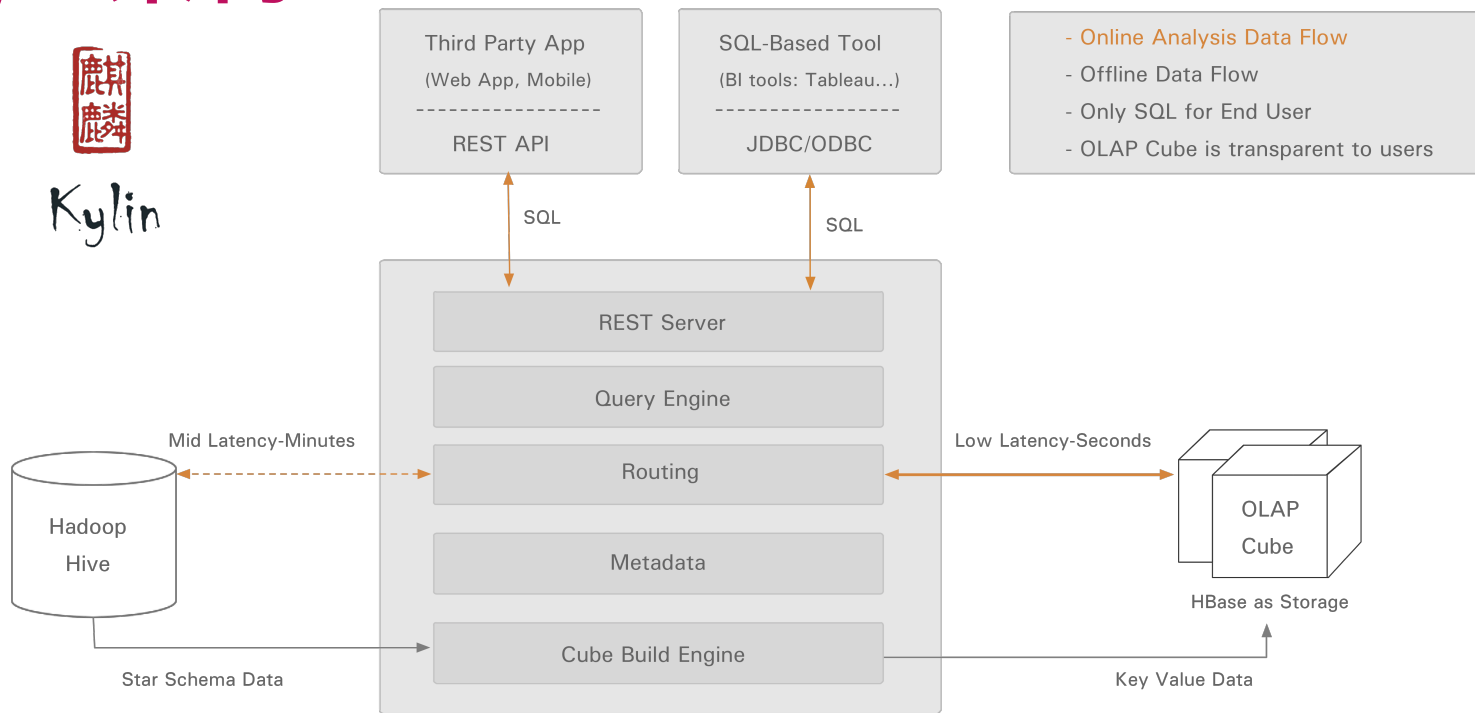 麒
麟
Kylin
Third Party App
(Web App, Mobile)
REST API
SQL-Based Tool
(BI tools: Tableau...)
JDBC/ODBC
- Online Analysis Data Flow
- Offline Data Flow
- Only SQL for End User
- OLAP Cube is transparent to users
SQL
SQL
REST Server
Query Engine
Mid Latency-Minutes
Low Latency-Seconds
Routing
Hadoop
Hive
OLAP
Cube
Metadata
HBase as Storage
Cube Build Engine
Star Schema Data
Key Value Data